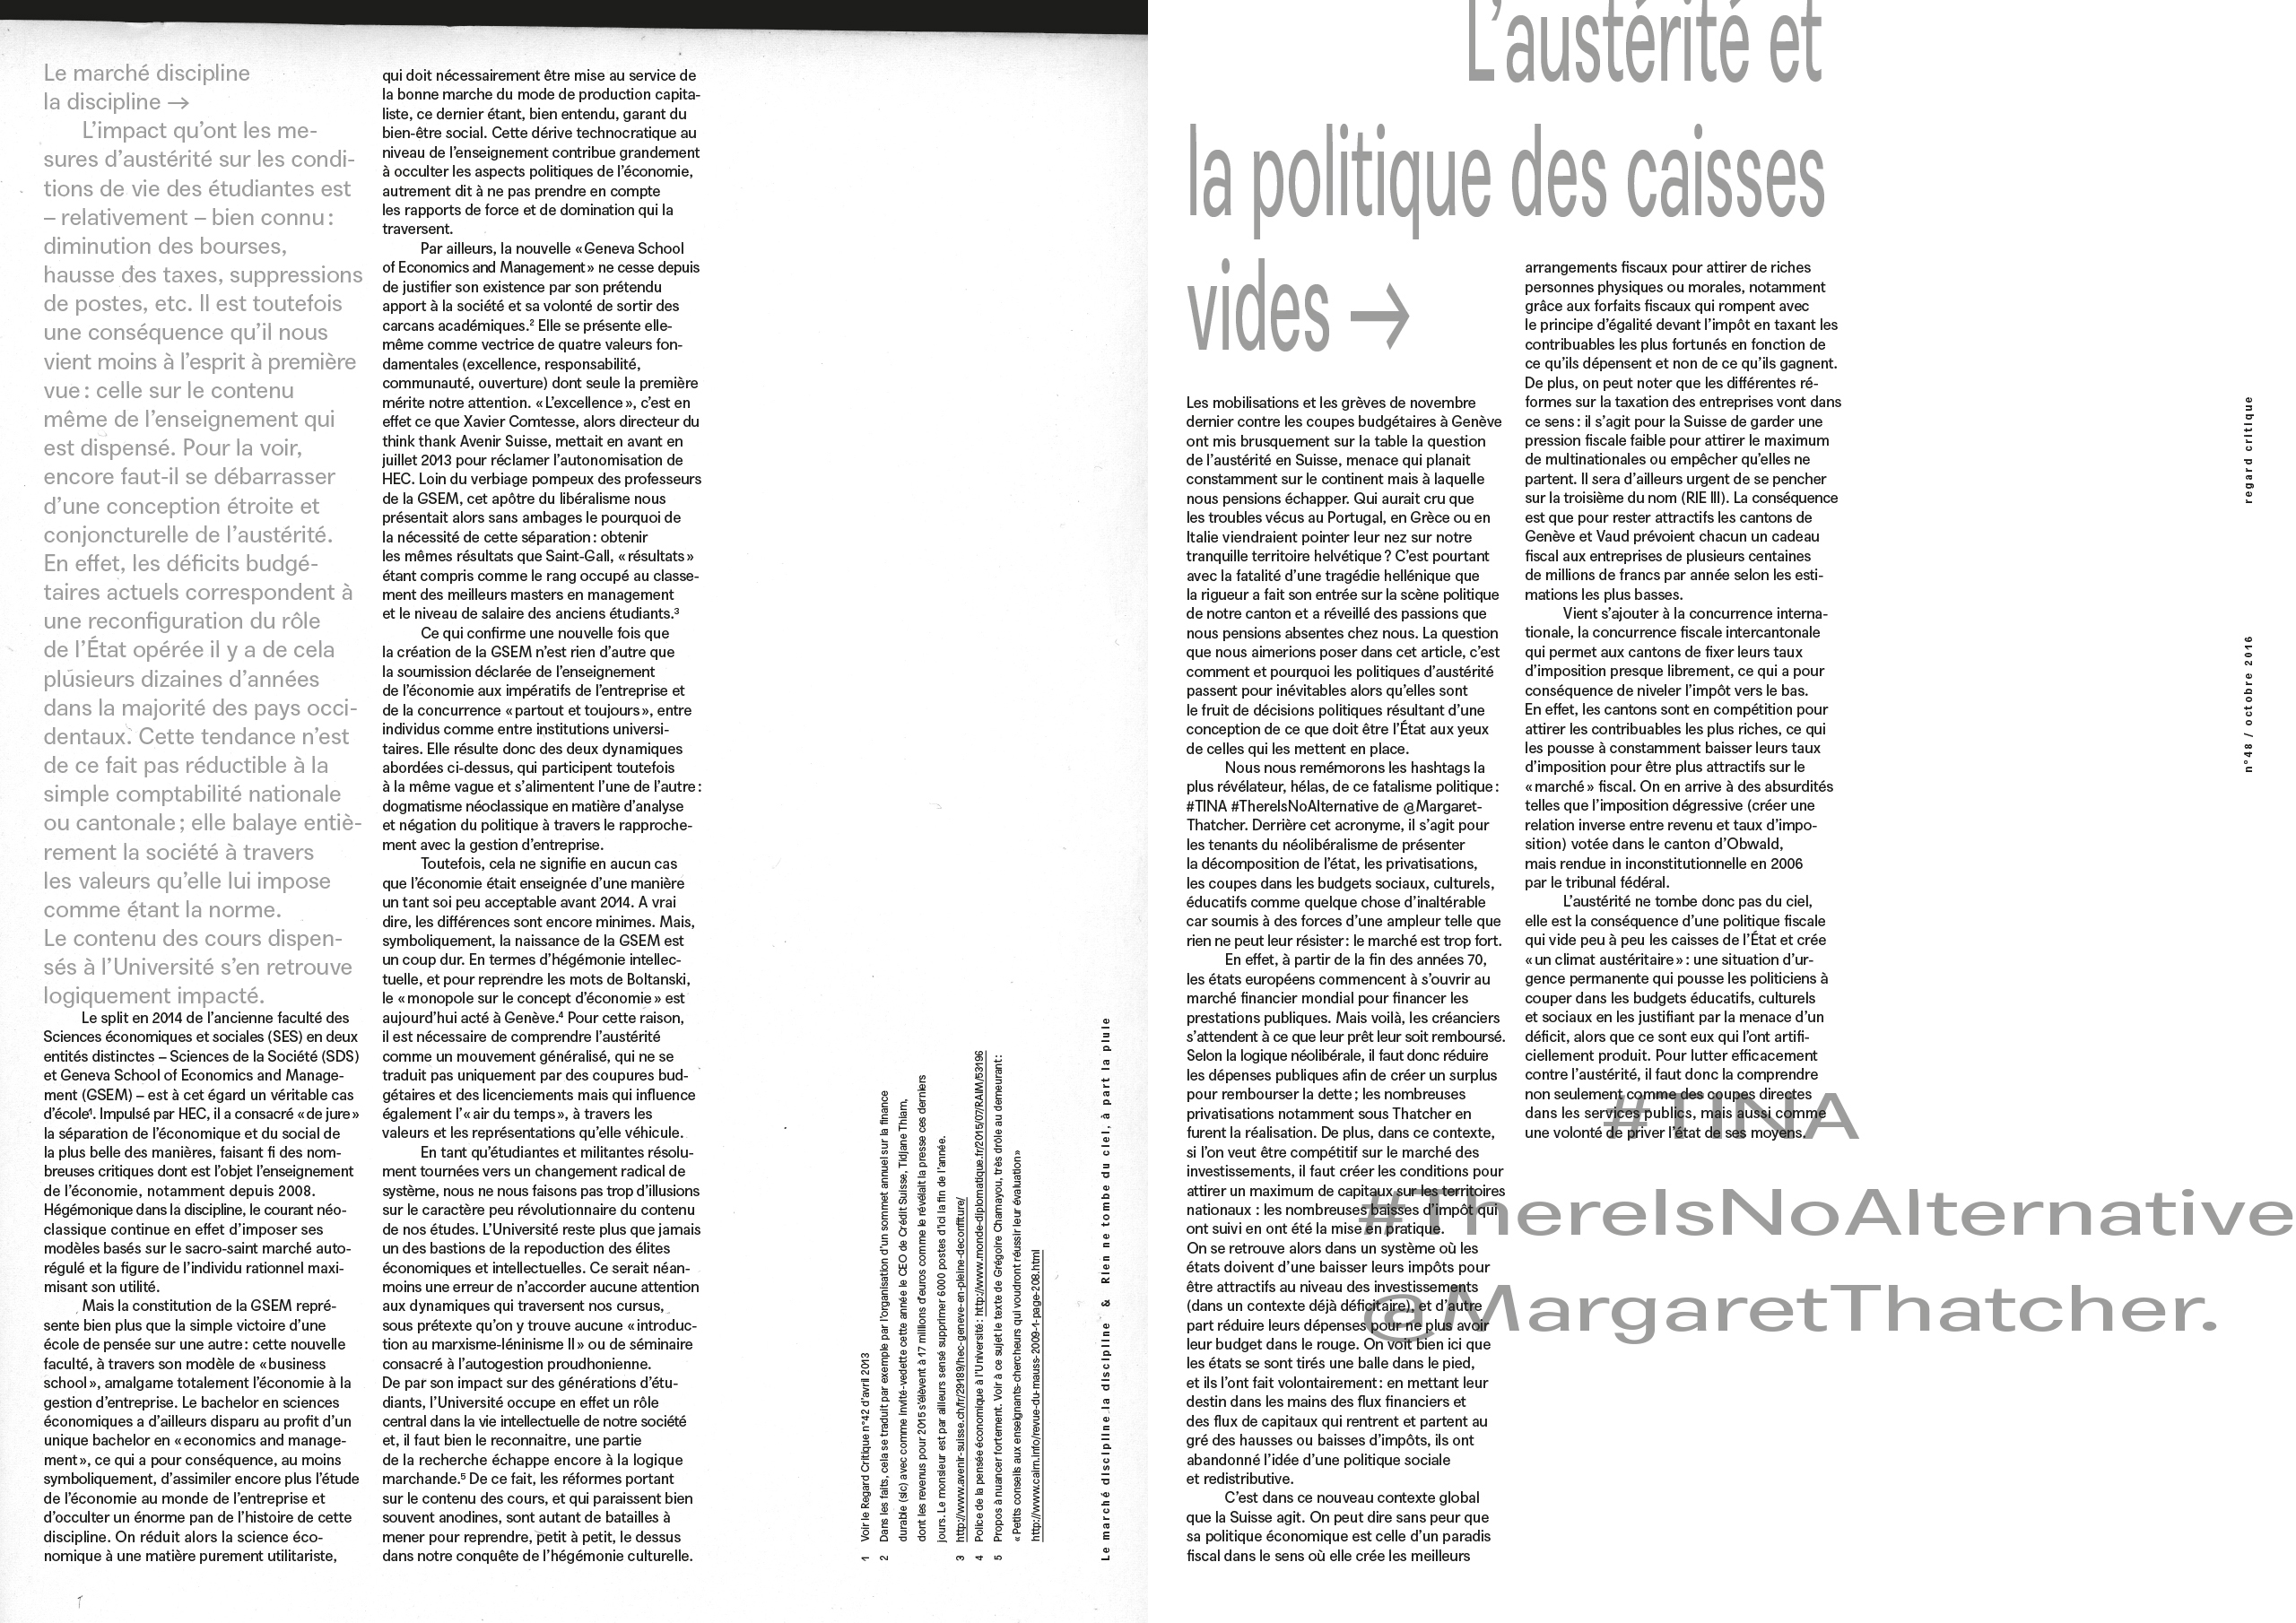 Le marché discipline
la discipline →
L’impact qu’ont les me-
sures d’austérité sur les condi-
tions de vie des étudiantes est
– relativement – bien connu :
diminution des bourses,
hausse des taxes, suppressions
de postes, etc. Il est toutefois
une conséquence qu’il nous
vient moins à l’esprit à première
vue : celle sur le contenu
même de l’enseignement qui
est dispensé. Pour la voir,
encore faut-il se débarrasser
d’une conception étroite et
conjoncturelle de l’austérité.
En effet, les déficits budgé-
taires actuels correspondent à
une reconfiguration du rôle
de l’État opérée il y a de cela
plusieurs dizaines d’années
dans la majorité des pays occi-
dentaux. Cette tendance n’est
de ce fait pas réductible à la
simple comptabilité nationale
ou cantonale ; elle balaye entiè-
rement la société à travers
les valeurs qu’elle lui impose
comme étant la norme.
Le contenu des cours dispen-
sés à l’Université s’en retrouve
logiquement impacté.
Le split en 2014 de l’ancienne faculté des
Sciences économiques et sociales (SES) en deux
entités distinctes – Sciences de la Société (SDS)
et Geneva School of Economics and Manage-
ment (GSEM) – est à cet égard un véritable cas
d’école¹. Impulsé par HEC, il a consacré « de jure »
la séparation de l’économique et du social de
la plus belle des manières, faisant fi des nom-
breuses critiques dont est l’objet l’enseignement
de l’économie, notamment depuis 2008.
Hégémonique dans la discipline, le courant néo-
classique continue en effet d’imposer ses
modèles basés sur le sacro-saint marché auto-
régulé et la figure de l’individu rationnel maxi-
misant son utilité.
Mais la constitution de la GSEM repré-
sente bien plus que la simple victoire d’une
école de pensée sur une autre : cette nouvelle
faculté, à travers son modèle de « business
school », amalgame totalement l’économie à la
gestion d’entreprise. Le bachelor en sciences
économiques a d’ailleurs disparu au profit d’un
unique bachelor en « economics and manage-
ment », ce qui a pour conséquence, au moins
symboliquement, d’assimiler encore plus l’étude
de l’économie au monde de l’entreprise et
d’occulter un énorme pan de l’histoire de cette
discipline. On réduit alors la science éco-
nomique à une matière purement utilitariste,
qui doit nécessairement être mise au service de
la bonne marche du mode de production capita-
liste, ce dernier étant, bien entendu, garant du
bien-être social. Cette dérive technocratique au
niveau de l’enseignement contribue grandement
à occulter les aspects politiques de l’économie,
autrement dit à ne pas prendre en compte
les rapports de force et de domination qui la
traversent.
Par ailleurs, la nouvelle « Geneva School
of Economics and Management » ne cesse depuis
de justifier son existence par son prétendu
apport à la société et sa volonté de sortir des
carcans académiques.² Elle se présente elle-
même comme vectrice de quatre valeurs fon-
damentales (excellence, responsabilité,
communauté, ouverture) dont seule la première
mérite notre attention. « L’excellence », c’est en
effet ce que Xavier Comtesse, alors directeur du
think thank Avenir Suisse, mettait en avant en
juillet 2013 pour réclamer l’autonomisation de
HEC. Loin du verbiage pompeux des professeurs
de la GSEM, cet apôtre du libéralisme nous
présentait alors sans ambages le pourquoi de
la nécessité de cette séparation : obtenir
les mêmes résultats que Saint-Gall, « résultats »
étant compris comme le rang occupé au classe-
ment des meilleurs masters en management
et le niveau de salaire des anciens étudiants.³
Ce qui confirme une nouvelle fois que
la création de la GSEM n’est rien d’autre que
la soumission déclarée de l’enseignement
de l’économie aux impératifs de l’entreprise et
de la concurrence « partout et toujours », entre
individus comme entre institutions universi-
taires. Elle résulte donc des deux dynamiques
abordées ci-dessus, qui participent toutefois
à la même vague et s’alimentent l’une de l’autre :
dogmatisme néoclassique en matière d’analyse
et négation du politique à travers le rapproche-
ment avec la gestion d’entreprise.
Toutefois, cela ne signifie en aucun cas
que l’économie était enseignée d’une manière
un tant soi peu acceptable avant 2014. A vrai
dire, les différences sont encore minimes. Mais,
symboliquement, la naissance de la GSEM est
un coup dur. En termes d’hégémonie intellec-
tuelle, et pour reprendre les mots de Boltanski,
le « monopole sur le concept d’économie » est
aujourd’hui acté à Genève.⁴ Pour cette raison,
il est nécessaire de comprendre l’austérité
comme un mouvement généralisé, qui ne se
traduit pas uniquement par des coupures bud-
gétaires et des licenciements mais qui influence
également l’« air du temps », à travers les
valeurs et les représentations qu’elle véhicule.
En tant qu’étudiantes et militantes résolu-
ment tournées vers un changement radical de
système, nous ne nous faisons pas trop d’illusions
sur le caractère peu révolutionnaire du contenu
de nos études. L’Université reste plus que jamais
un des bastions de la repoduction des élites
économiques et intellectuelles. Ce serait néan-
moins une erreur de n’accorder aucune attention
aux dynamiques qui traversent nos cursus,
sous prétexte qu’on y trouve aucune « introduc-
tion au marxisme-léninisme II » ou de séminaire
consacré à l’autogestion proudhonienne.
De par son impact sur des générations d’étu-
diants, l’Université occupe en effet un rôle
central dans la vie intellectuelle de notre société
et, il faut bien le reconnaitre, une partie
de la recherche échappe encore à la logique
marchande.⁵ De ce fait, les réformes portant
sur le contenu des cours, et qui paraissent bien
souvent anodines, sont autant de batailles à
mener pour reprendre, petit à petit, le dessus
dans notre conquête de l’hégémonie culturelle.
1 Voir le Regard Critique n°42 d’avril 2013
2 Dans les faits, cela se traduit par exemple par l’organisation d’un sommet annuel sur la finance
durable (sic) avec comme invité-vedette cette année le CEO de Crédit Suisse, Tidjane Thiam,
dont les revenus pour 2015 s’élèvent à 17 millions d’euros comme le révélait la presse ces derniers
jours. Le monsieur est par ailleurs sensé supprimer 6000 postes d’ici la fin de l’année.
3 http://www.avenir-suisse.ch/fr/29189/hec-geneve-en-pleine-deconfiture/
4 Police de la pensée économique à l’Université : http://www.monde-diplomatique.fr/2015/07/RAIM/53196
5 Propos à nuancer fortement. Voir à ce sujet le texte de Grégoire Chamayou, très drôle au demeurant :
« Petits conseils aux enseignants-chercheurs qui voudront réussir leur évaluation »
http://www.cairn.info/revue-du-mauss-2009-1-page-208.html
Le marché discipline la discipline & Rien ne tombe du ciel, à part la pluie
L’austérité et
la politique des caisses
vides →
Les mobilisations et les grèves de novembre
dernier contre les coupes budgétaires à Genève
ont mis brusquement sur la table la question
de l’austérité en Suisse, menace qui planait
constamment sur le continent mais à laquelle
nous pensions échapper. Qui aurait cru que
les troubles vécus au Portugal, en Grèce ou en
Italie viendraient pointer leur nez sur notre
tranquille territoire helvétique ? C’est pourtant
avec la fatalité d’une tragédie hellénique que
la rigueur a fait son entrée sur la scène politique
de notre canton et a réveillé des passions que
nous pensions absentes chez nous. La question
que nous aimerions poser dans cet article, c’est
comment et pourquoi les politiques d’austérité
passent pour inévitables alors qu’elles sont
le fruit de décisions politiques résultant d’une
conception de ce que doit être l’État aux yeux
de celles qui les mettent en place.
Nous nous remémorons les hashtags la
plus révélateur, hélas, de ce fatalisme politique :
#TINA #ThereIsNoAlternative de @Margaret-
Thatcher. Derrière cet acronyme, il s’agit pour
les tenants du néolibéralisme de présenter
la décomposition de l’état, les privatisations,
les coupes dans les budgets sociaux, culturels,
éducatifs comme quelque chose d’inaltérable
car soumis à des forces d’une ampleur telle que
rien ne peut leur résister : le marché est trop fort.
En effet, à partir de la fin des années 70,
les états européens commencent à s’ouvrir au
marché financier mondial pour financer les
prestations publiques. Mais voilà, les créanciers
s’attendent à ce que leur prêt leur soit remboursé.
Selon la logique néolibérale, il faut donc réduire
les dépenses publiques afin de créer un surplus
pour rembourser la dette ; les nombreuses
privatisations notamment sous Thatcher en
furent la réalisation. De plus, dans ce contexte,
si l’on veut être compétitif sur le marché des
investissements, il faut créer les conditions pour
attirer un maximum de capitaux sur les territoires
nationaux : les nombreuses baisses d’impôt qui
ont suivi en ont été la mise en pratique.
On se retrouve alors dans un système où les
états doivent d’une baisser leurs impôts pour
être attractifs au niveau des investissements
(dans un contexte déjà déficitaire), et d’autre
part réduire leurs dépenses pour ne plus avoir
leur budget dans le rouge. On voit bien ici que
les états se sont tirés une balle dans le pied,
et ils l’ont fait volontairement : en mettant leur
destin dans les mains des flux financiers et
des flux de capitaux qui rentrent et partent au
gré des hausses ou baisses d’impôts, ils ont
abandonné l’idée d’une politique sociale
et redistributive.
C’est dans ce nouveau contexte global
que la Suisse agit. On peut dire sans peur que
sa politique économique est celle d’un paradis
fiscal dans le sens où elle crée les meilleurs
arrangements fiscaux pour attirer de riches
personnes physiques ou morales, notamment
grâce aux forfaits fiscaux qui rompent avec
le principe d’égalité devant l’impôt en taxant les
contribuables les plus fortunés en fonction de
ce qu’ils dépensent et non de ce qu’ils gagnent.
De plus, on peut noter que les différentes ré-
formes sur la taxation des entreprises vont dans
ce sens : il s’agit pour la Suisse de garder une
pression fiscale faible pour attirer le maximum
de multinationales ou empêcher qu’elles ne
partent. Il sera d’ailleurs urgent de se pencher
sur la troisième du nom (RIE III). La conséquence
est que pour rester attractifs les cantons de
Genève et Vaud prévoient chacun un cadeau
fiscal aux entreprises de plusieurs centaines
de millions de francs par année selon les esti-
mations les plus basses.
Vient s’ajouter à la concurrence interna-
tionale, la concurrence fiscale intercantonale
qui permet aux cantons de fixer leurs taux
d’imposition presque librement, ce qui a pour
conséquence de niveler l’impôt vers le bas.
En effet, les cantons sont en compétition pour
attirer les contribuables les plus riches, ce qui
les pousse à constamment baisser leurs taux
d’imposition pour être plus attractifs sur le
« marché » fiscal. On en arrive à des absurdités
telles que l’imposition dégressive (créer une
relation inverse entre revenu et taux d’impo-
sition) votée dans le canton d’Obwald,
mais rendue in inconstitutionnelle en 2006
par le tribunal fédéral.
L’austérité ne tombe donc pas du ciel,
elle est la conséquence d’une politique fiscale
qui vide peu à peu les caisses de l’État et crée
« un climat austéritaire » : une situation d’ur-
gence permanente qui pousse les politiciens à
couper dans les budgets éducatifs, culturels
et sociaux en les justifiant par la menace d’un
déficit, alors que ce sont eux qui l’ont artifi-
ciellement produit. Pour lutter efficacement
contre l’austérité, il faut donc la comprendre
non seulement comme des coupes directes
dans les services publics, mais aussi comme
une volonté de priver l’état de ses moyens.
#TINA
#ThereIsNoAlternative
@MargaretThatcher.
regard critique
n°48 / octobre 2016